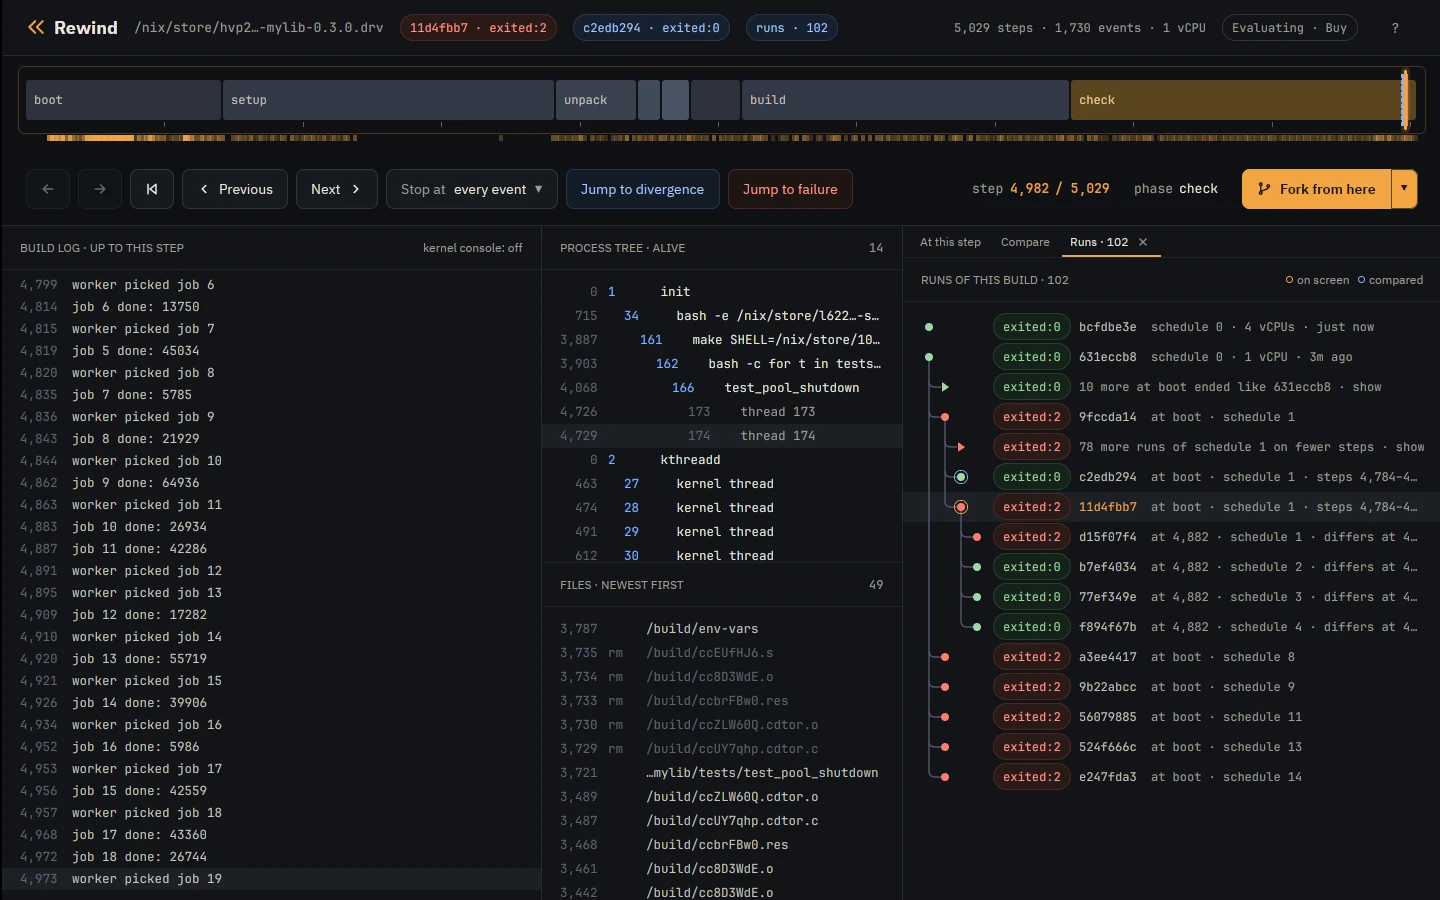 Rewind /nix/store/hvp2…-mylib-0.3.0.drv 11d4fbb7 · exited:2 c2edb294 · exited:0 runs · 102 5,029 steps · 1,730 events · 1 vCPU Evaluating · Buy ?
boot setup unpack build check
Previous Next Stop at every event ▾ Jump to divergence Jump to failure step 4,982 / 5,029 phase check Fork from here ▾
BUILD LOG · UP TO THIS STEP kernel console: off
4,799 worker picked job 6
4,814 job 6 done: 13750
4,815 worker picked job 7
4,819 job 5 done: 45034
4,820 worker picked job 8
4,835 job 7 done: 5785
4,836 worker picked job 9
4,843 job 8 done: 21929
4,844 worker picked job 10
4,862 job 9 done: 64936
4,863 worker picked job 11
4,883 job 10 done: 26934
4,887 job 11 done: 42286
4,891 worker picked job 12
4,895 worker picked job 13
4,909 job 12 done: 17282
4,910 worker picked job 14
4,920 job 13 done: 55719
4,921 worker picked job 15
4,926 job 14 done: 39906
4,934 worker picked job 16
4,952 job 16 done: 5986
4,953 worker picked job 17
4,956 job 15 done: 42559
4,957 worker picked job 18
4,968 job 17 done: 43360
4,972 job 18 done: 26744
4,973 worker picked job 19
PROCESS TREE · ALIVE 14
0 1 init
715 34 bash -e /nix/store/l622…-s…
3,887 161 make SHELL=/nix/store/10…
3,903 162 bash -c for t in tests…
4,068 166 test_pool_shutdown
4,726 173 thread 173
4,729 174 thread 174
0 2 kthreadd
463 27 kernel thread
474 28 kernel thread
491 29 kernel thread
612 30 kernel thread
FILES · NEWEST FIRST 49
3,787 /build/env-vars
3,735 rm /build/ccEUfHJ6.s
3,734 rm /build/cc8D3WdE.o
3,733 rm /build/ccbrFBw0.res
3,730 rm /build/ccZLW60Q.cdtor.o
3,729 rm /build/ccUY7qhp.cdtor.c
3,721 …mylib/tests/test_pool_shutdown
3,489 /build/ccZLW60Q.cdtor.o
3,487 /build/ccUY7qhp.cdtor.c
3,468 /build/ccbrFBw0.res
3,461 /build/cc8D3WdE.o
3,442 /build/cc8D3WdE.o
At this step Compare Runs · 102 ×
RUNS OF THIS BUILD · 102 on screen compared
exited:0 bcfdbe3e schedule 0 · 4 vCPUs · just now
exited:0 631eccb8 schedule 0 · 1 vCPU · 3m ago
exited:0 10 more at boot ended like 631eccb8 · show
exited:2 9fccda14 at boot · schedule 1
exited:2 78 more runs of schedule 1 on fewer steps · show
exited:0 c2edb294 at boot · schedule 1 · steps 4,784–4…
exited:2 11d4fbb7 at boot · schedule 1 · steps 4,784–4…
exited:2 d15f07f4 at 4,882 · schedule 1 · differs at 4…
exited:0 b7ef4034 at 4,882 · schedule 2 · differs at 4…
exited:0 77ef349e at 4,882 · schedule 3 · differs at 4…
exited:0 f894f67b at 4,882 · schedule 4 · differs at 4…
exited:2 a3ee4417 at boot · schedule 8
exited:2 9b22abcc at boot · schedule 9
exited:2 56079885 at boot · schedule 11
exited:2 524f666c at boot · schedule 13
exited:2 e247fda3 at boot · schedule 14